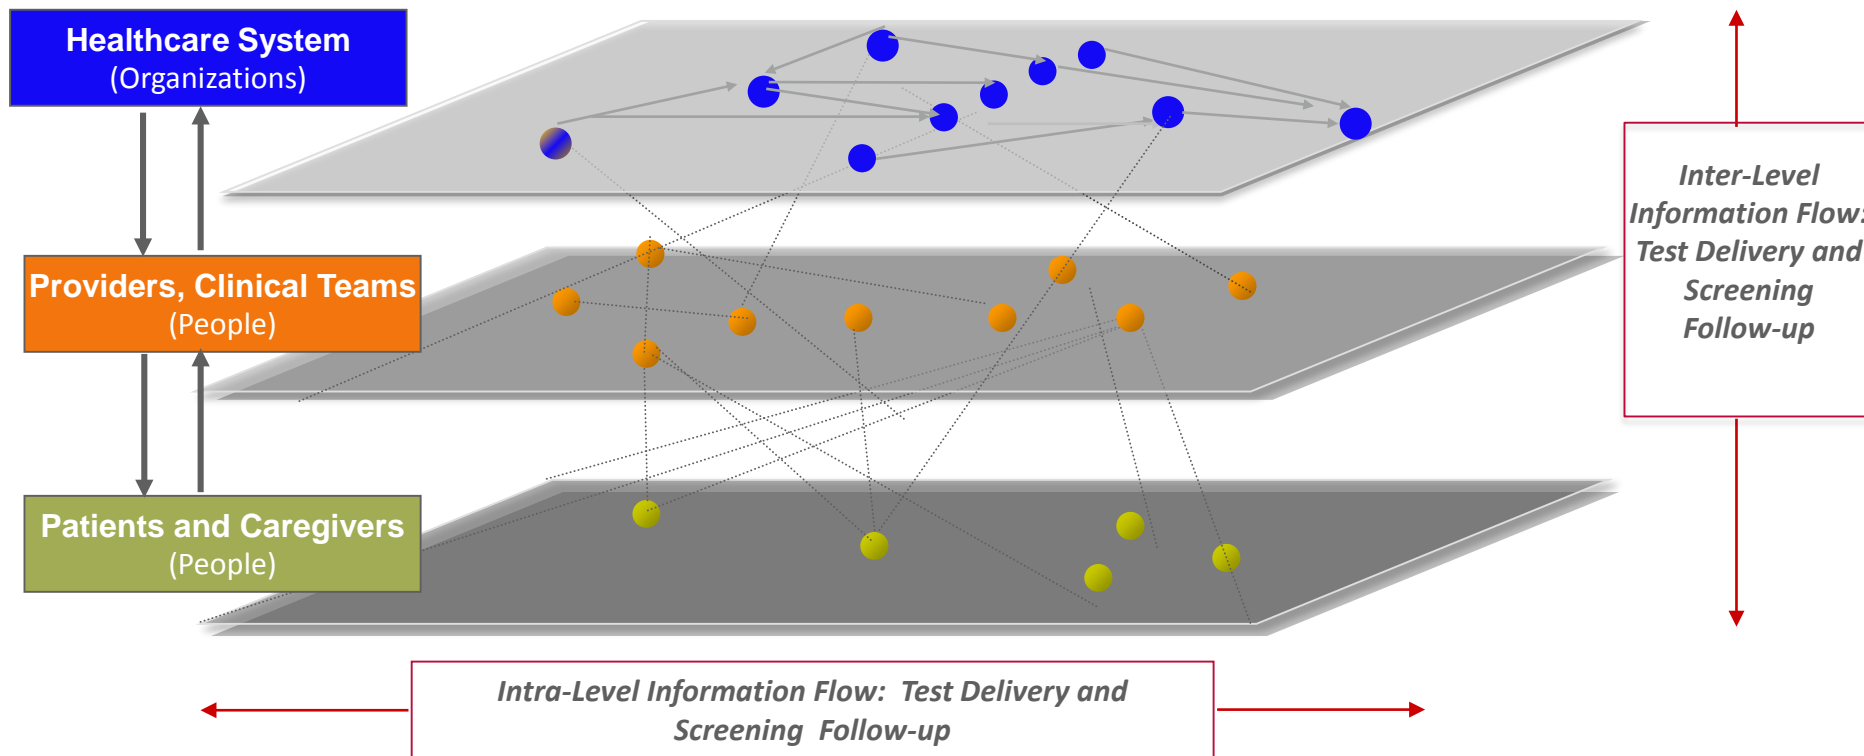 Healthcare System
(Organizations)
Providers, Clinical Teams
(People)
Patients and Caregivers
(People)
Inter-Level
Information Flow:
Test Delivery and
Screening
Follow-up
Intra-Level Information Flow:  Test Delivery and
Screening  Follow-up